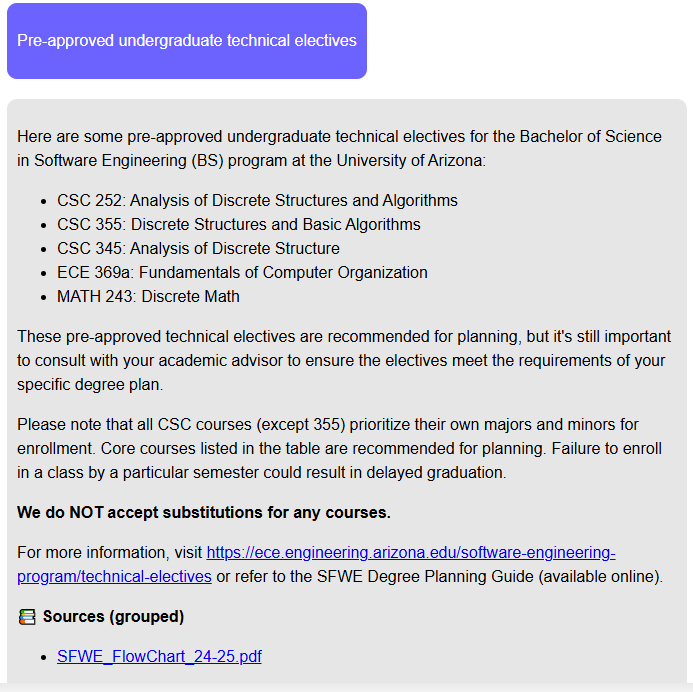 Pre-approved undergraduate technical electives
Here are some pre-approved undergraduate technical electives for the Bachelor of Science
in Software Engineering (BS) program at the University of Arizona:
• CSC 252: Analysis of Discrete Structures and Algorithms
• CSC 355: Discrete Structures and Basic Algorithms
• CSC 345: Analysis of Discrete Structure
• ECE 369a: Fundamentals of Computer Organization
• MATH 243: Discrete Math
These pre-approved technical electives are recommended for planning, but it's still important
to consult with your academic advisor to ensure the electives meet the requirements of your
specific degree plan.
Please note that all CSC courses (except 355) prioritize their own majors and minors for
enrollment. Core courses listed in the table are recommended for planning. Failure to enroll
in a class by a particular semester could result in delayed graduation.
We do NOT accept substitutions for any courses.
For more information, visit https://ece.engineering.arizona.edu/software-engineering-
program/technical-electives or refer to the SFWE Degree Planning Guide (available online).
📚 Sources (grouped)
• SFWE_FlowChart_24-25.pdf